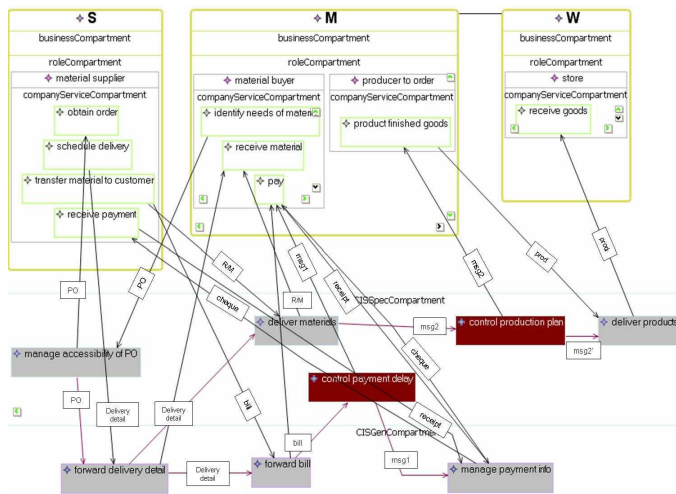 S
businessCompartment
roleCompartment
material supplier
companyServiceCompartment
obtain order
schedule delivery
transfer material to customer
receive payment
M
businessCompartment
roleCompartment
material buyer
companyServiceCompartment
identify needs of materia
receive material
pay
producer to order
companyServiceCompartment
product finished goods
W
businessCompartment
roleCompartment
store
companyServiceCompartment
receive goods
PO
PO
R/M
cheque
R/M
msg1
receipt
msg2
prod
prod
CISSpecCompartment
deliver materials
msg2
control production plan
msg2'
deliver products
manage accessibility of PO
cheque
control payment delay
PO
Delivery
detail
Delivery
detail
bill
receipt
CISGenCompartme
bill
msg1
forward delivery detail
Delivery
detail
forward bill
manage payment info